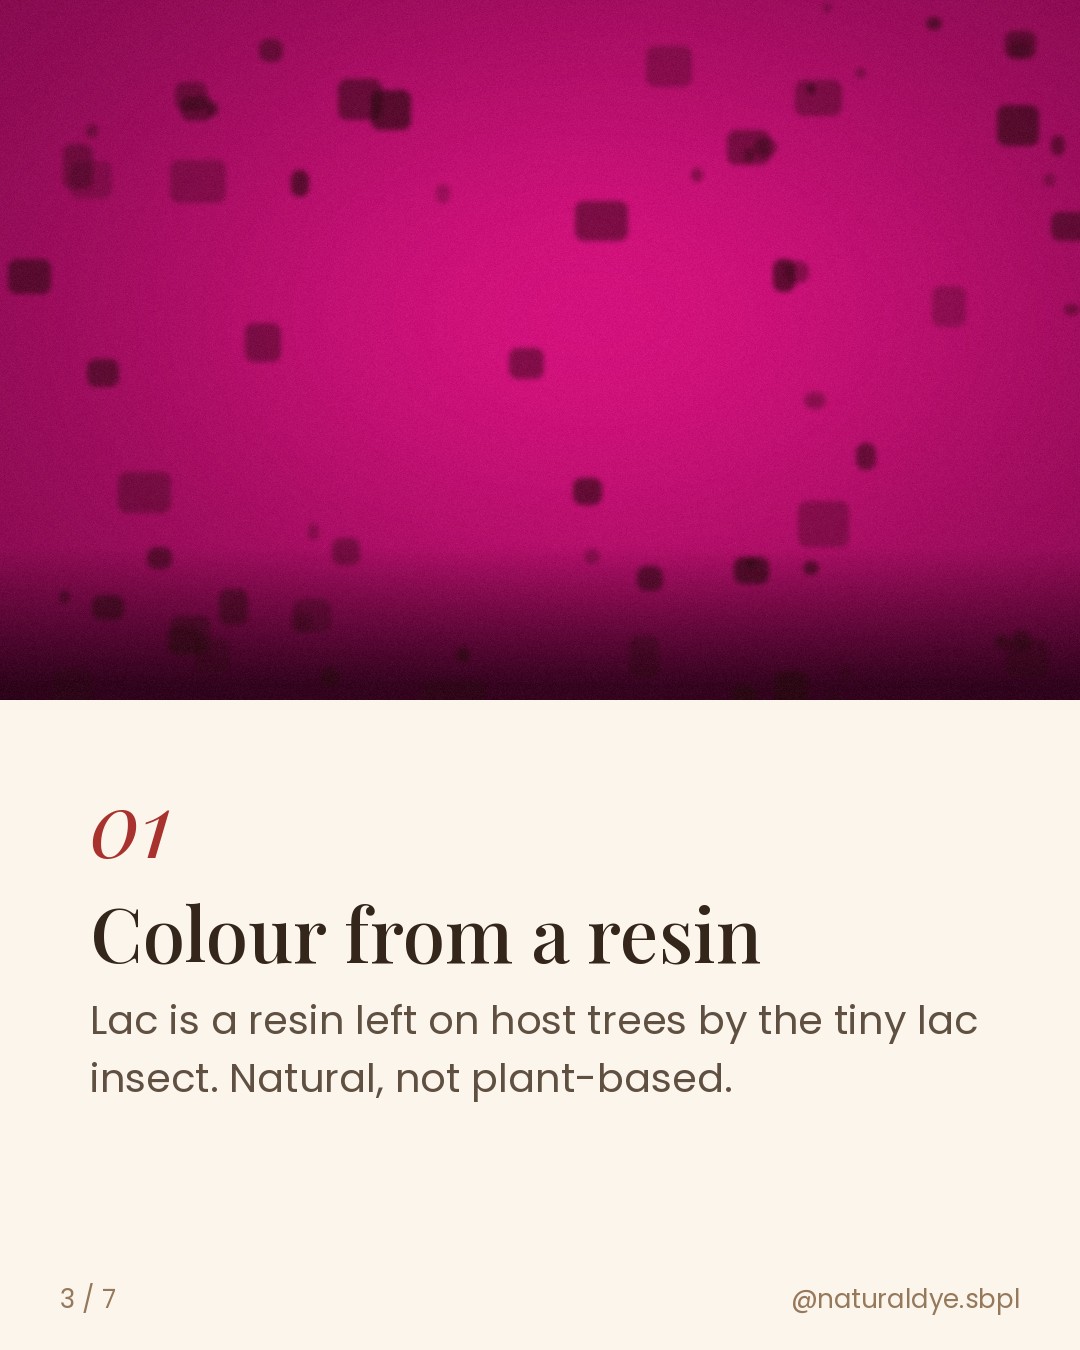 01
Colour from a resin
Lac is a resin left on host trees by the tiny lac
insect. Natural, not plant-based.
3 / 7
@naturaldye.sbpl